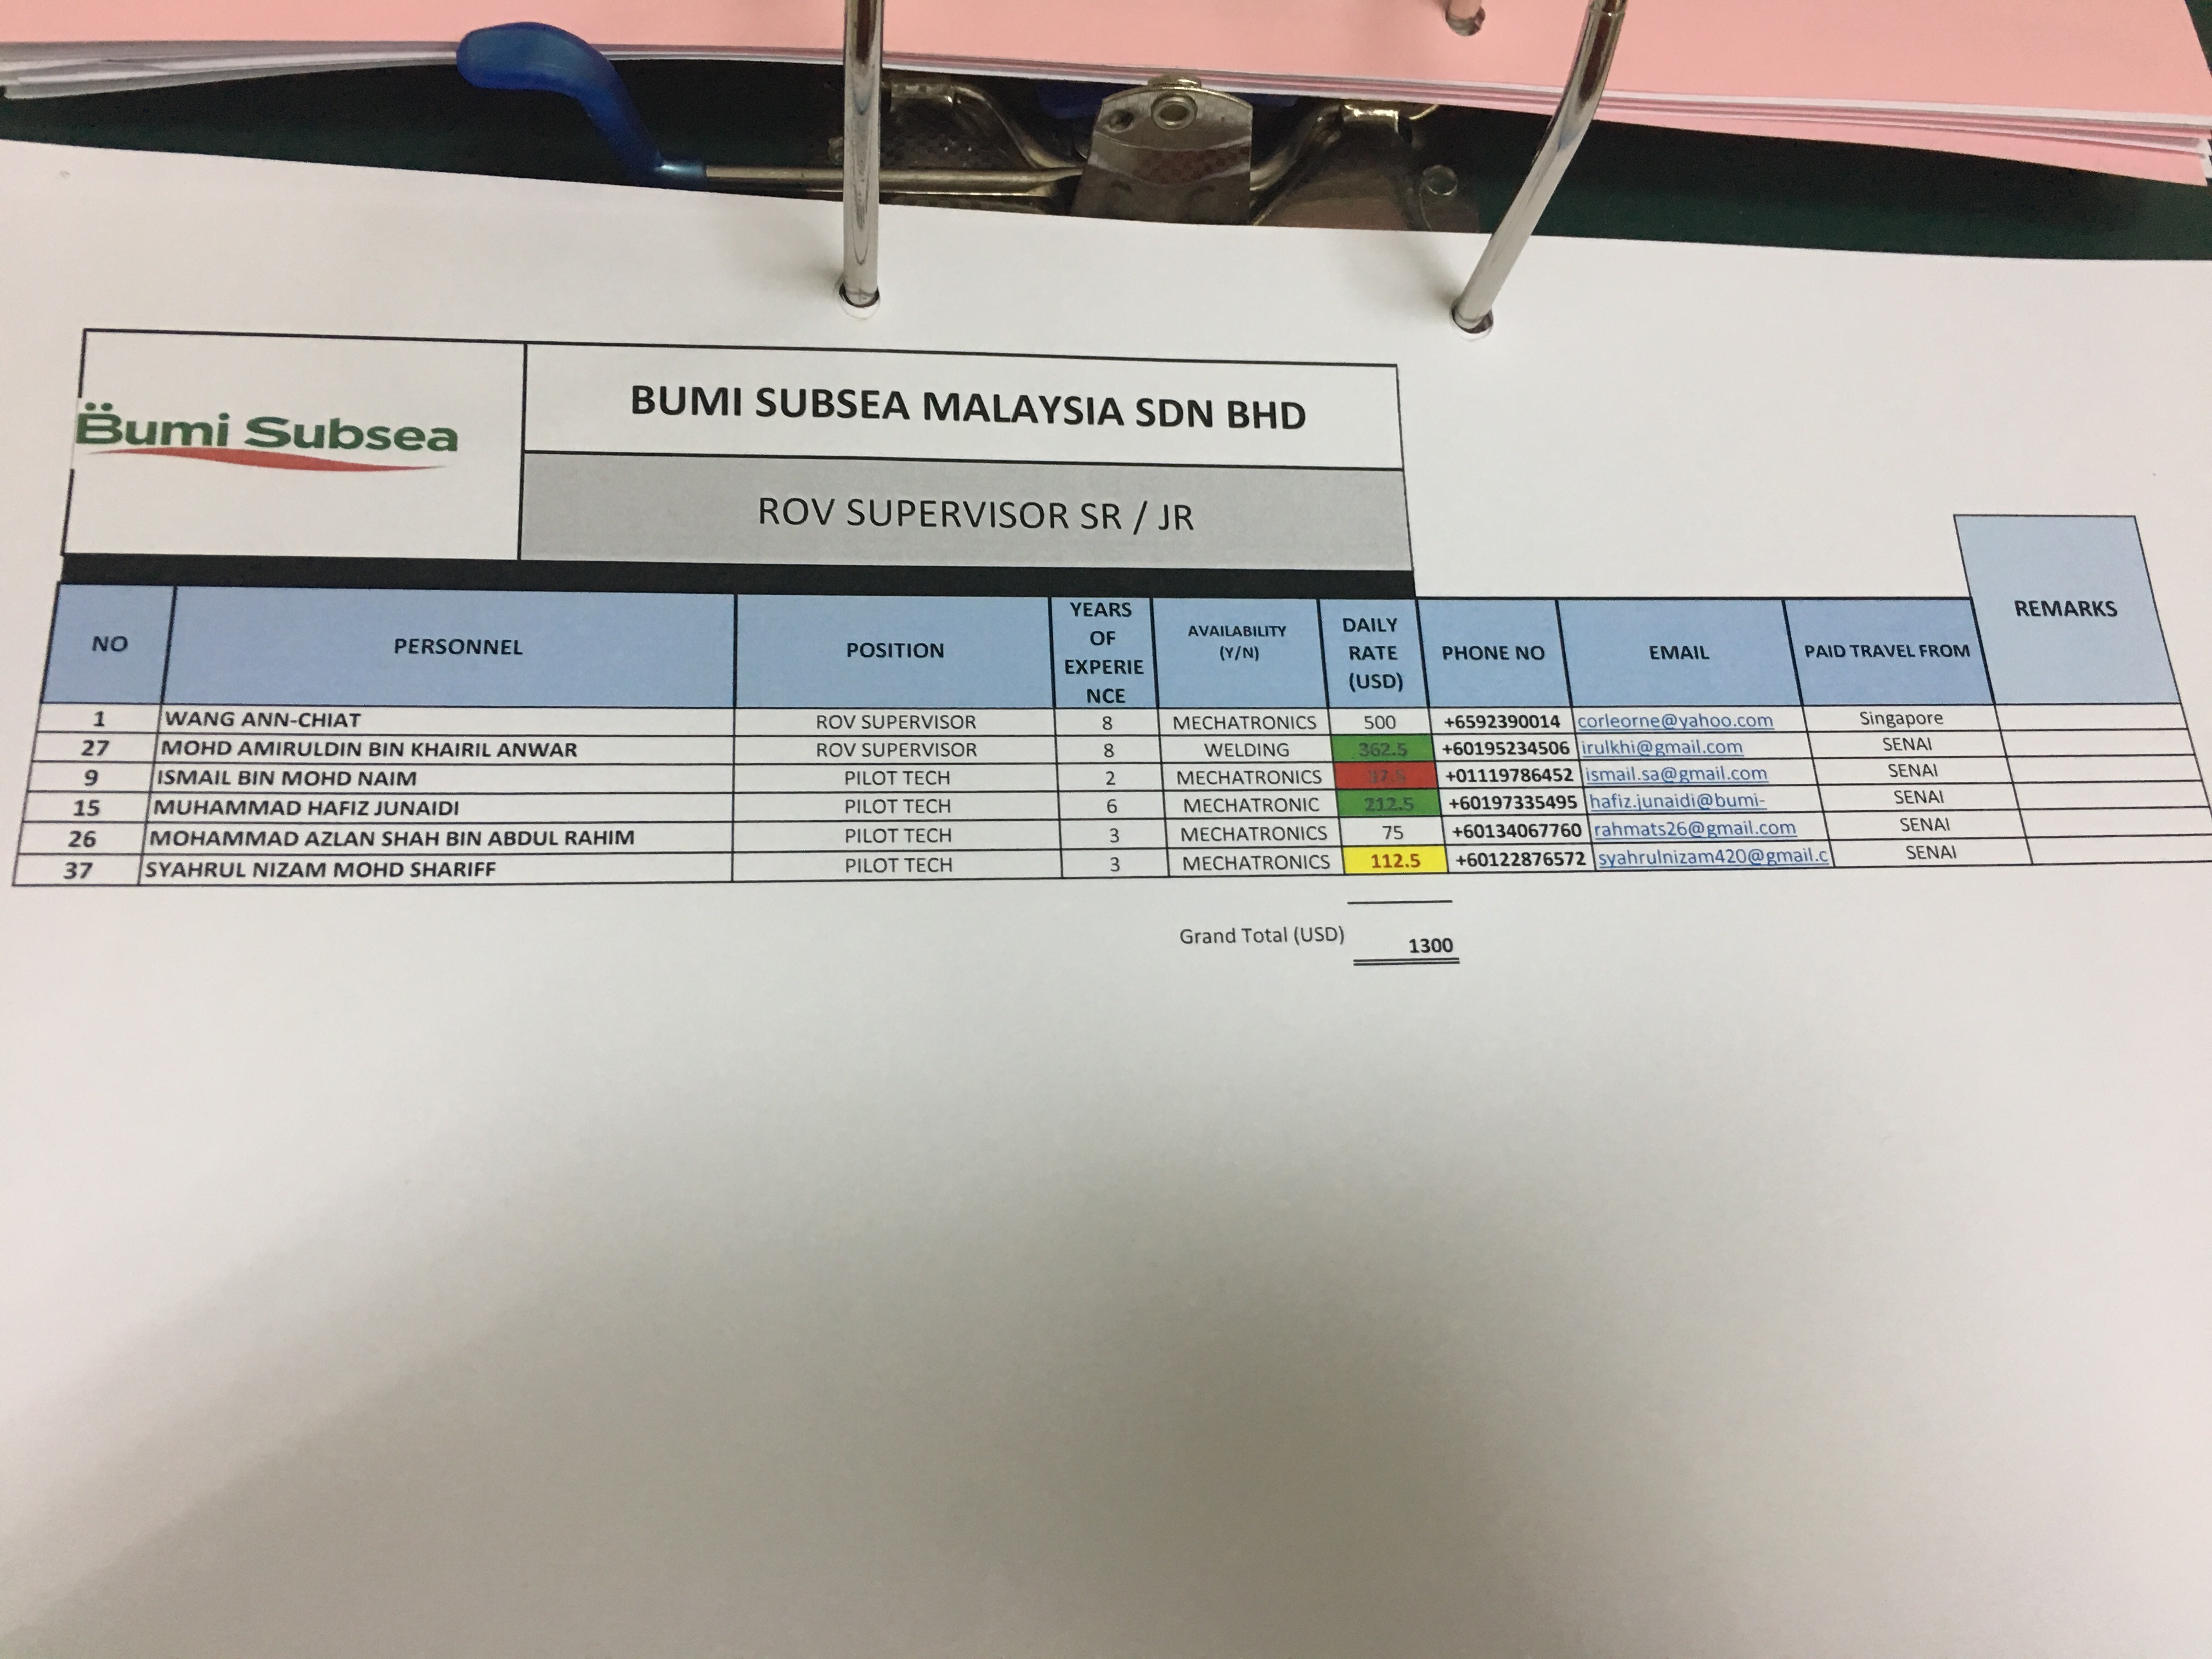 Bumi Subsea
BUMI SUBSEA MALAYSIA SDN BHD
ROV SUPERVISOR SR / JR
NO PERSONNEL POSITION YEARS OF EXPERIE NCE AVAILABILITY (Y/N) DAILY RATE (USD) PHONE NO EMAIL PAID TRAVEL FROM REMARKS
1 WANG ANN-CHIAT ROV SUPERVISOR 8 MECHATRONICS 500 +6592390014 corleorne@yahoo.com Singapore
27 MOHD AMIRULDIN BIN KHAIRIL ANWAR ROV SUPERVISOR 8 WELDING 362.5 +60195234506 irulkhi@gmail.com SENAI
9 ISMAIL BIN MOHD NAIM PILOT TECH 2 MECHATRONICS 37.5 +01119786452 ismail.sa@gmail.com SENAI
15 MUHAMMAD HAFIZ JUNAIDI PILOT TECH 6 MECHATRONIC 212.5 +60197335495 hafiz.junaidi@bumi- SENAI
26 MOHAMMAD AZLAN SHAH BIN ABDUL RAHIM PILOT TECH 3 MECHATRONICS 75 +60134067760 rahmats26@gmail.com SENAI
37 SYAHRUL NIZAM MOHD SHARIFF PILOT TECH 3 MECHATRONICS 112.5 +60122876572 syahrulnizam420@gmail.c SENAI
Grand Total (USD) 1300